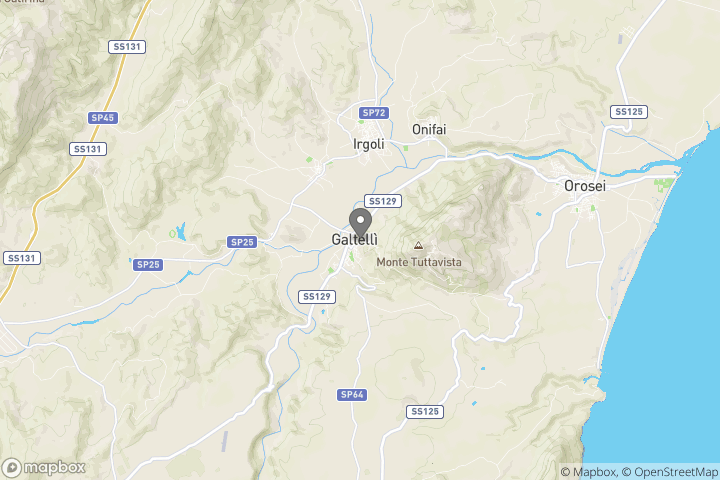 SS131
SP45
SP72
SS125
Onifai
Irgoli
SS131
Orosei
SS129
Galtellì
SP25
SS131
SP25
Monte Tuttavista
SS129
SP64
SS125
mapbox
© Mapbox, © OpenStreetMap